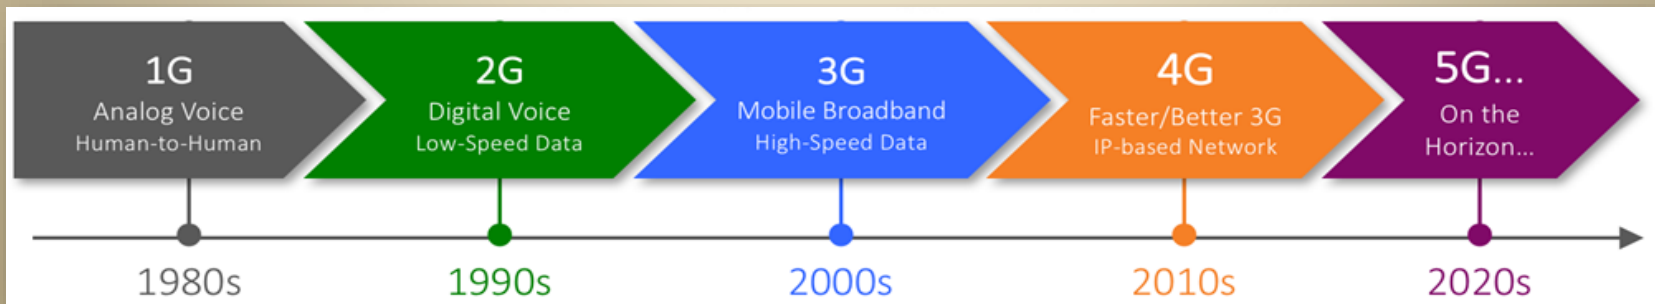 1G
Analog Voice
Human-to-Human
2G
Digital Voice
Low-Speed Data
3G
Mobile Broadband
High-Speed Data
4G
Faster/Better 3G
IP-based Network
5G...
On the
Horizon...
1980s
1990s
2000s
2010s
2020s